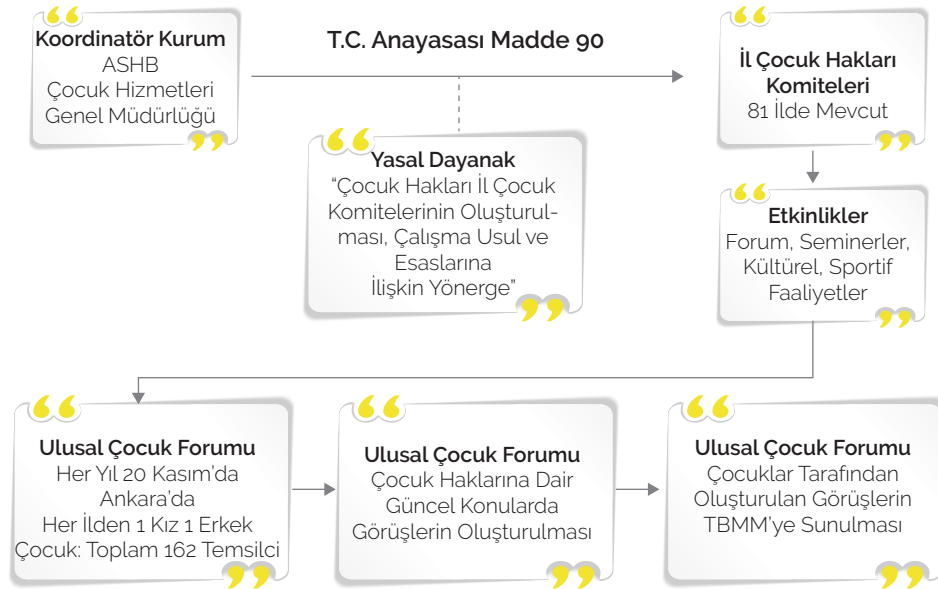 Koordinatör Kurum
ASHB
Çocuk Hizmetleri
Genel Müdürlüğü
T.C. Anayasası Madde 90
İl Çocuk Hakları
Komiteleri
81 İlde Mevcut
Yasal Dayanak
“Çocuk Hakları İl Çocuk
Komitelerinin Oluşturul-
ması, Çalışma Usul ve
Esaslarına
İlişkin Yönerge”
Etkinlikler
Forum, Seminerler,
Kültürel, Sportif
Faaliyetler
Ulusal Çocuk Forumu
Her Yıl 20 Kasım’da
Ankara’da
Her İlden 1 Kız 1 Erkek
Çocuk: Toplam 162 Temsilci
Ulusal Çocuk Forumu
Çocuk Haklarına Dair
Güncel Konularda
Görüşlerin Oluşturulması
Ulusal Çocuk Forumu
Çocuklar Tarafından
Oluşturulan Görüşlerin
TBMM’ye Sunulması